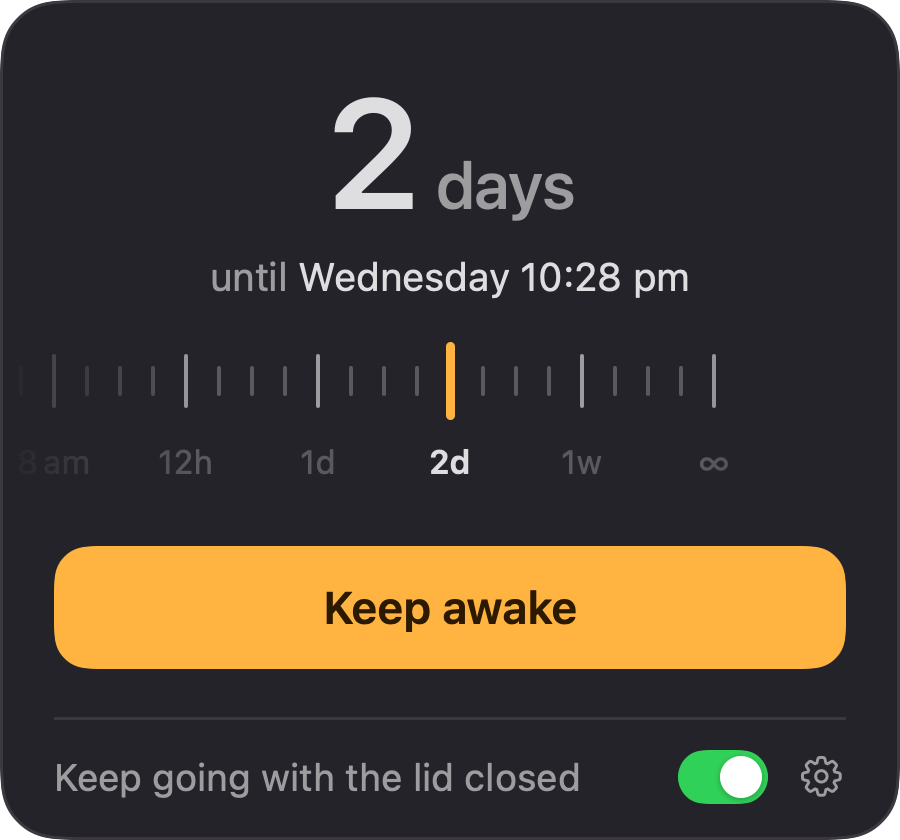 2 days
until Wednesday 10:28 pm
8 am 12h 1d 2d 1w ∞
Keep awake
Keep going with the lid closed